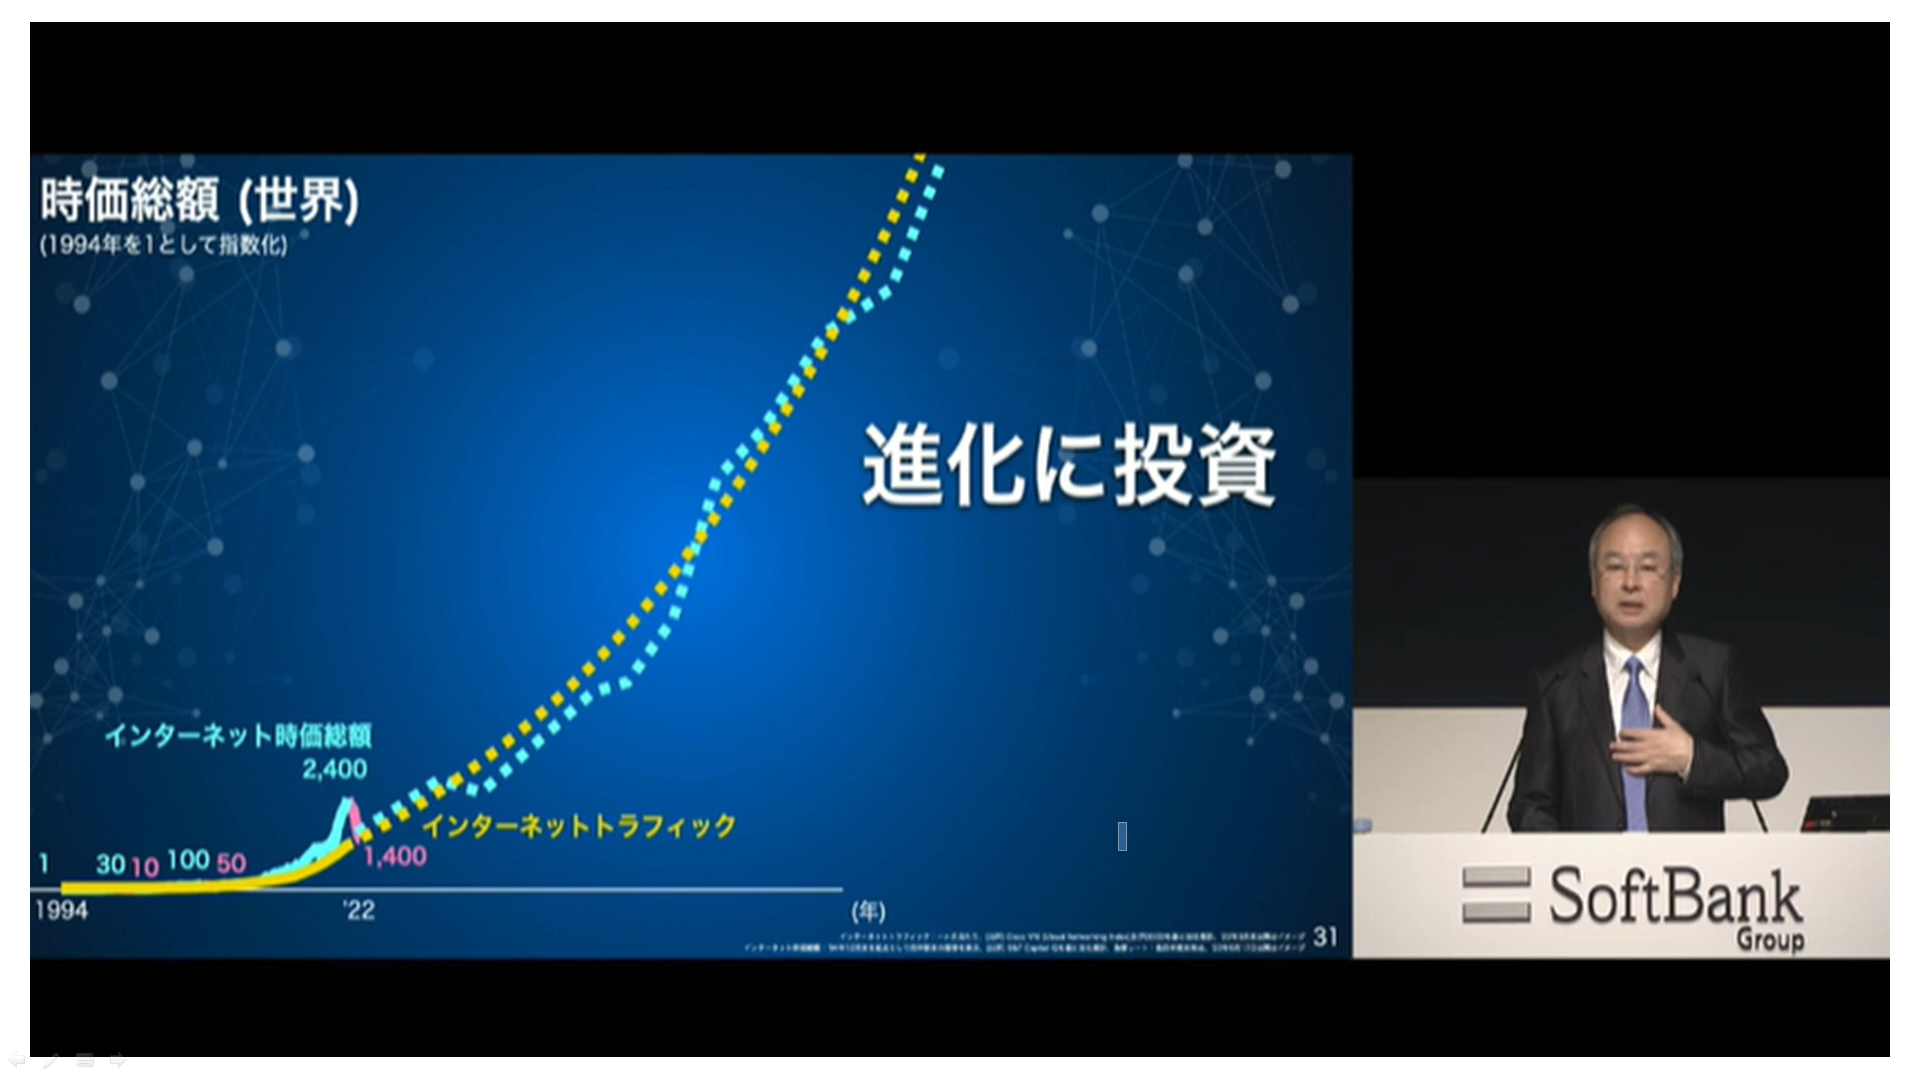 時価総額 (世界)
(1994年を1として指数化)
進化に投資
インターネット時価総額
2,400
インターネットトラフィック
1 30 10 100 50 1,400
1994 '22 (年)
31
SoftBank
Group